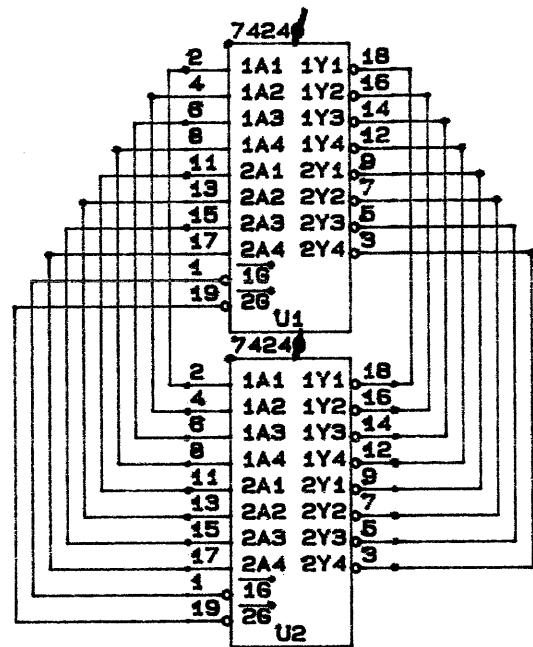 74240
2 1A1 1Y1 18
4 1A2 1Y2 16
6 1A3 1Y3 14
8 1A4 1Y4 12
11 2A1 2Y1 9
13 2A2 2Y2 7
15 2A3 2Y3 5
17 2A4 2Y4 3
1 1G
19 2G
U1
74240
2 1A1 1Y1 18
4 1A2 1Y2 16
6 1A3 1Y3 14
8 1A4 1Y4 12
11 2A1 2Y1 9
13 2A2 2Y2 7
15 2A3 2Y3 5
17 2A4 2Y4 3
1 1G
19 2G
U2